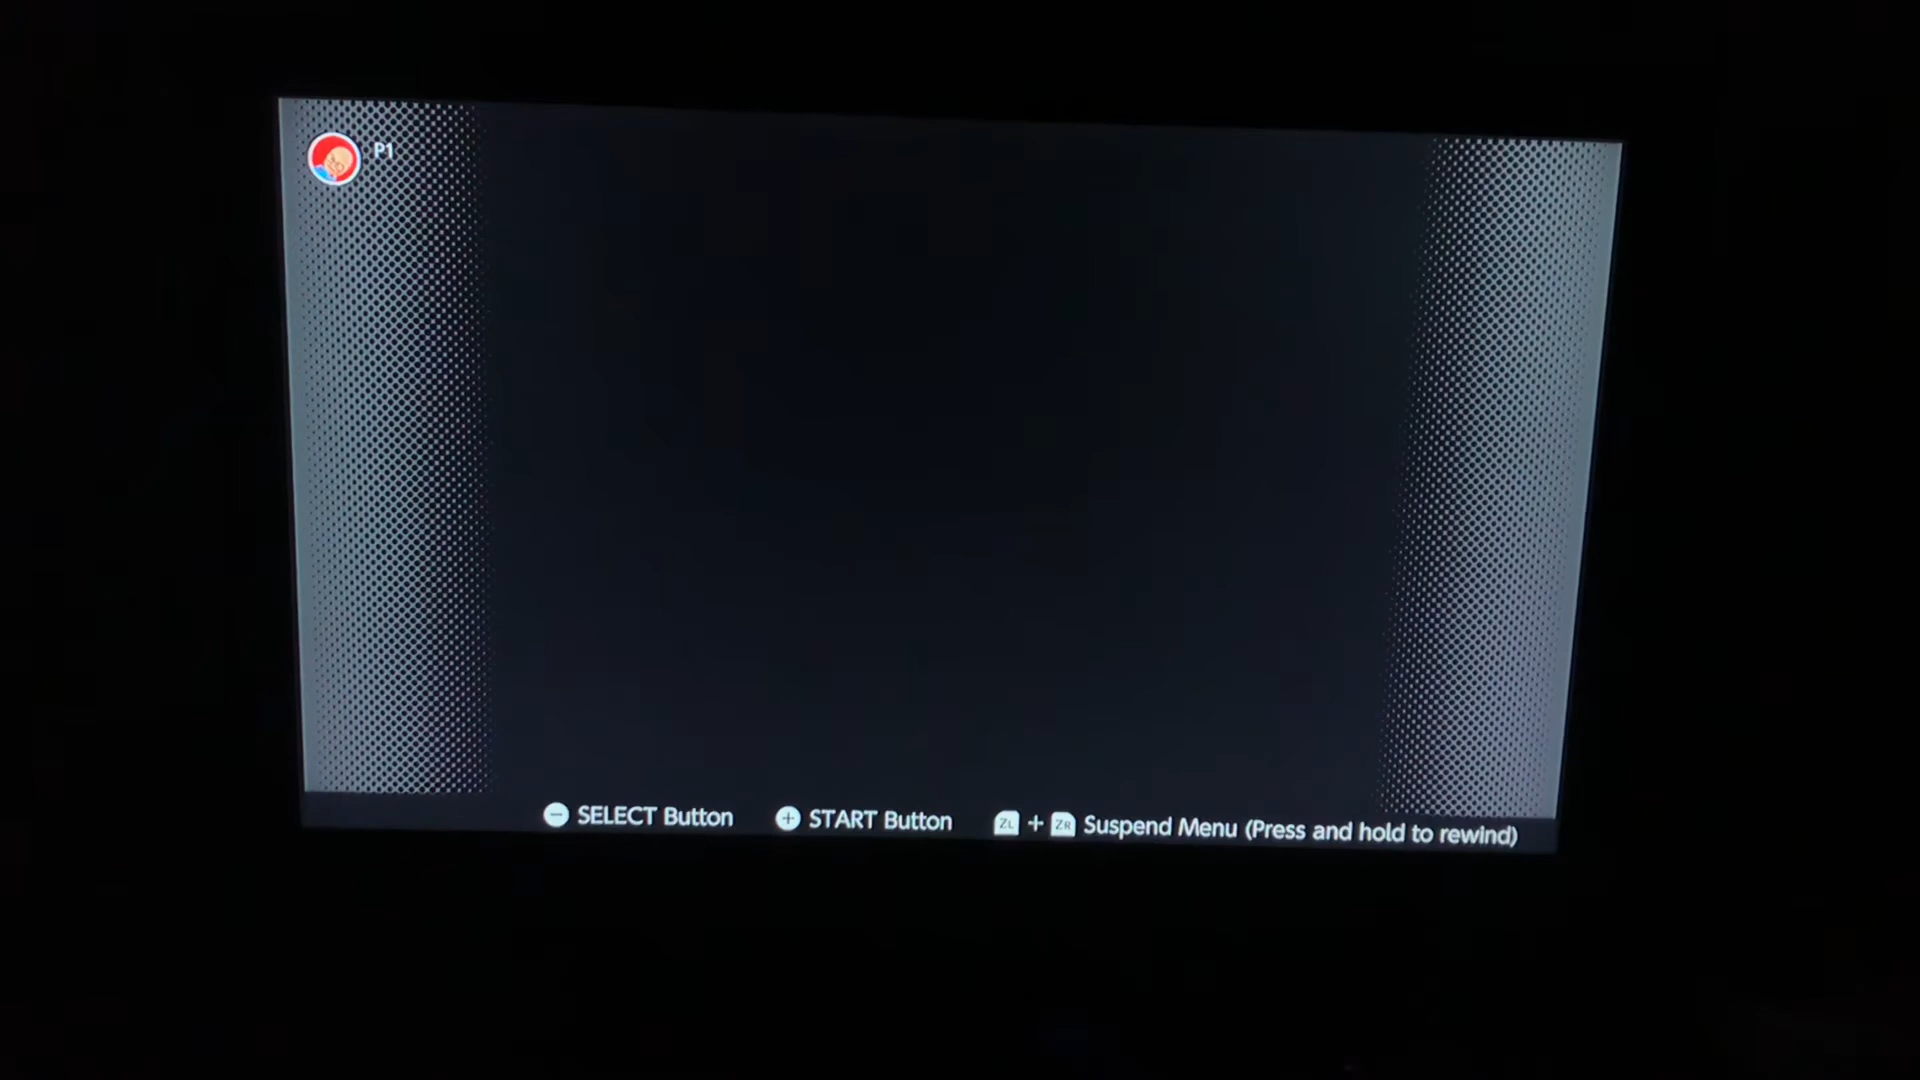 P1
SELECT Button START Button ZL + ZR Suspend Menu (Press and hold to rewind)